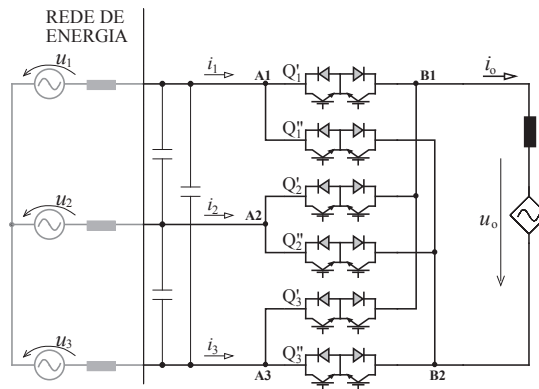 REDE DE
ENERGIA
u1
i1
A1
Q'1
B1
io
Q''1
u2
i2
A2
Q'2
Q''2
uo
u3
i3
A3
Q'3
Q''3
B2